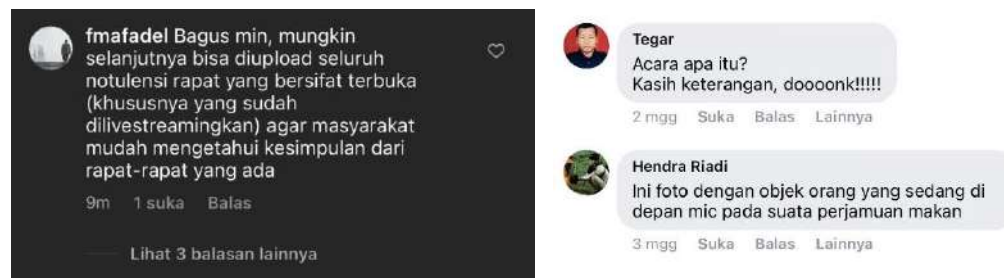 fmafadel Bagus min, mungkin
selanjutnya bisa diupload seluruh
notulensi rapat yang bersifat terbuka
(khususnya yang sudah
dilivestreamingkan) agar masyarakat
mudah mengetahui kesimpulan dari
rapat-rapat yang ada
9m 1 suka Balas
Lihat 3 balasan lainnya
Tegar
Acara apa itu?
Kasih keterangan, doooonk!!!!!
2 mgg Suka Balas Lainnya
Hendra Riadi
Ini foto dengan objek orang yang sedang di
depan mic pada suata perjamuan makan
3 mgg Suka Balas Lainnya